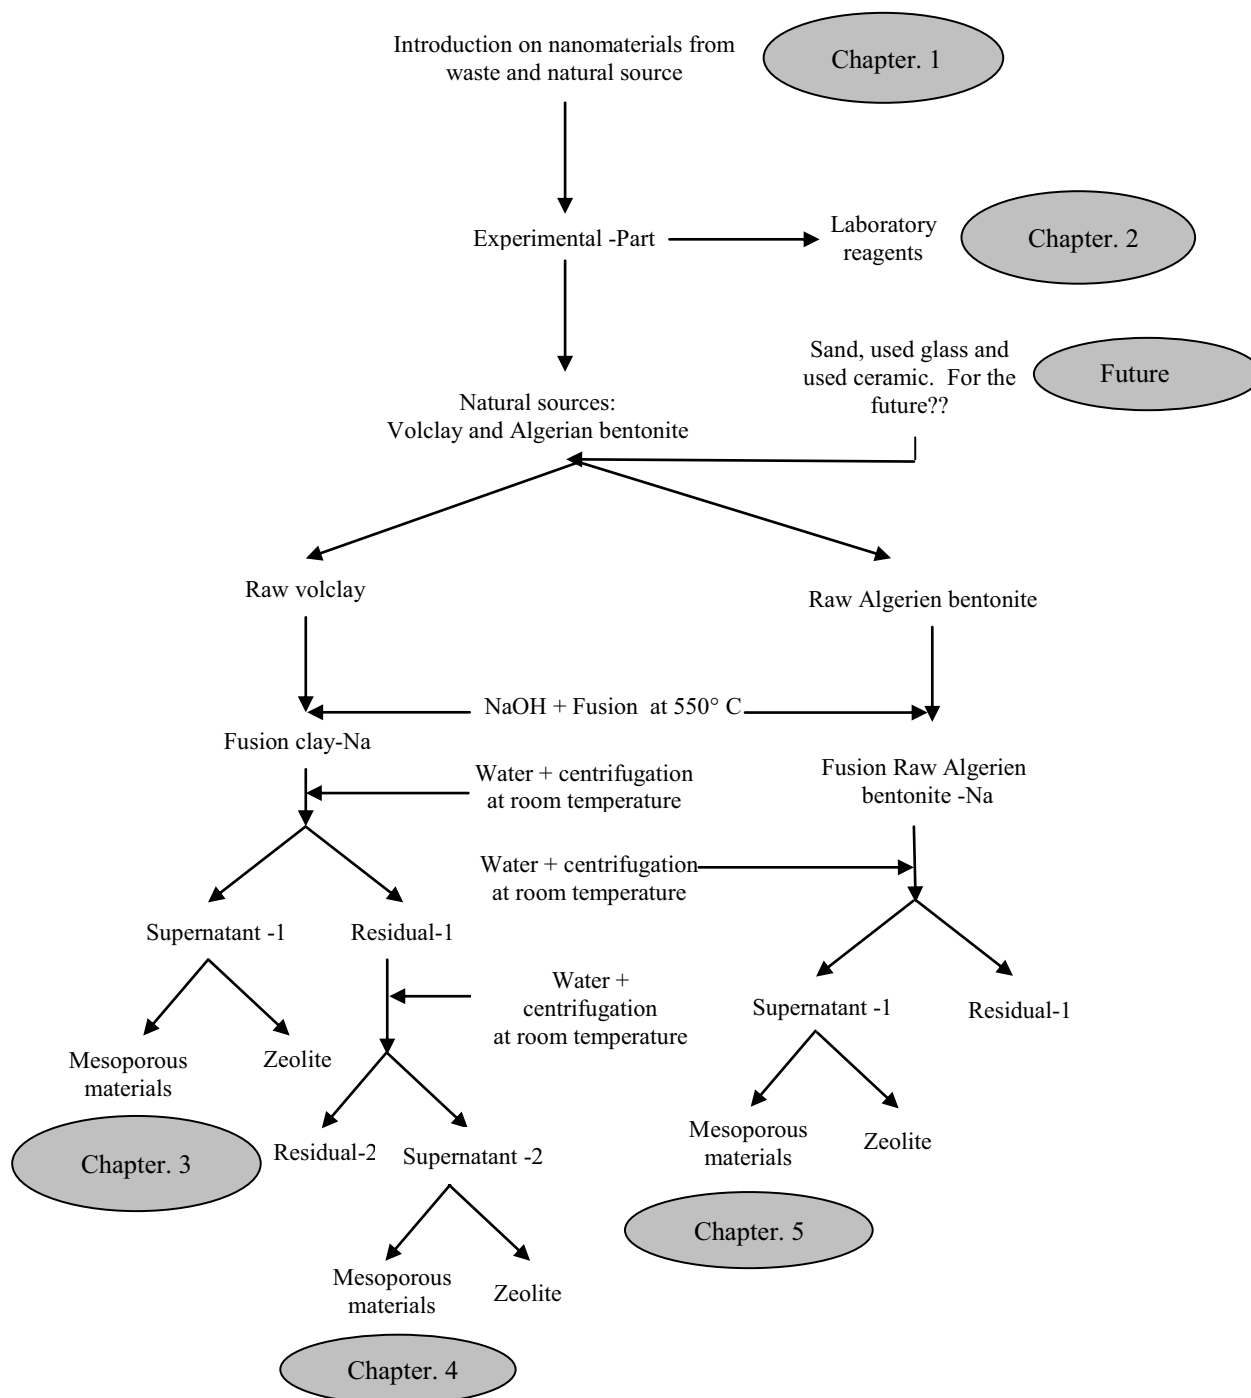 Introduction on nanomaterials from
waste and natural source
Chapter. 1
Experimental -Part
Laboratory
reagents
Chapter. 2
Sand, used glass and
used ceramic.  For the
future??
Future
Natural sources:
Volclay and Algerian bentonite
Raw volclay
Raw Algerien bentonite
NaOH + Fusion  at 550° C
Fusion clay-Na
Fusion Raw Algerien
bentonite -Na
Water + centrifugation
at room temperature
Water + centrifugation
at room temperature
Supernatant -1
Residual-1
Water +
centrifugation
at room temperature
Supernatant -1
Residual-1
Mesoporous
materials
Zeolite
Mesoporous
materials
Zeolite
Chapter. 3
Residual-2
Supernatant -2
Chapter. 5
Mesoporous
materials
Zeolite
Chapter. 4